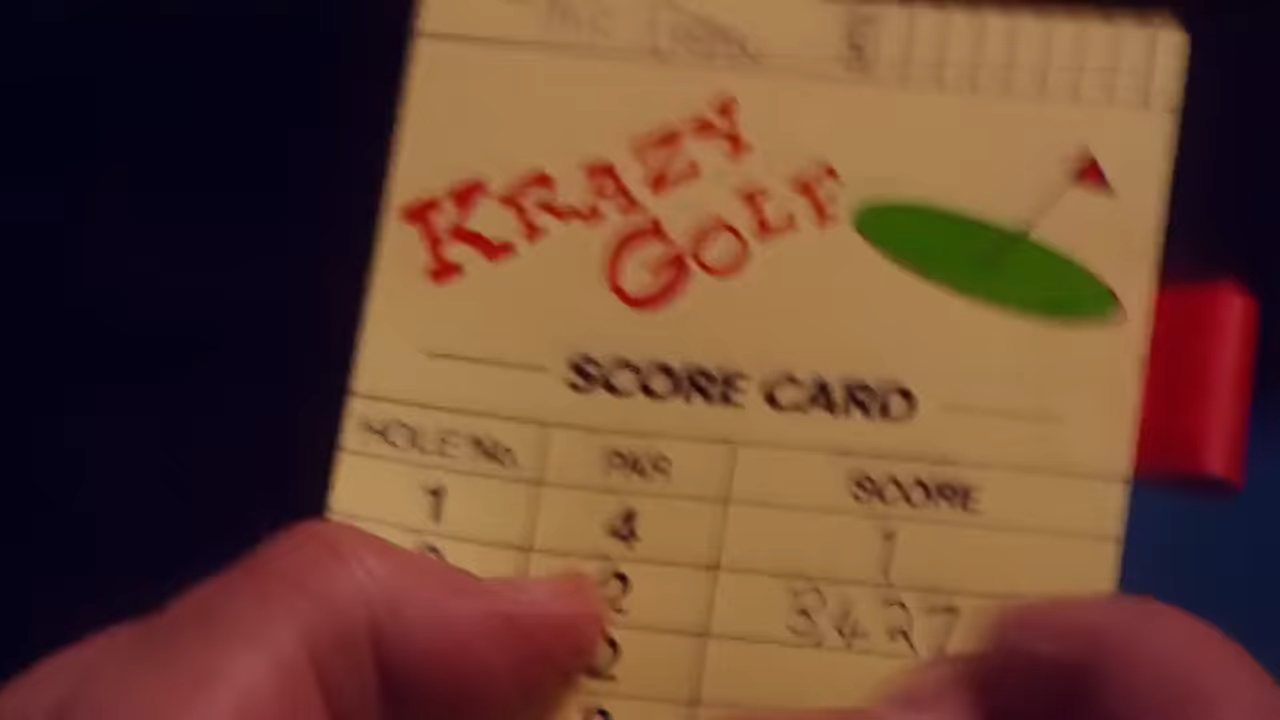 KRAZY
GOLF
SCORE CARD
HOLE No. PAR SCORE
1 4 1
2 3427
2